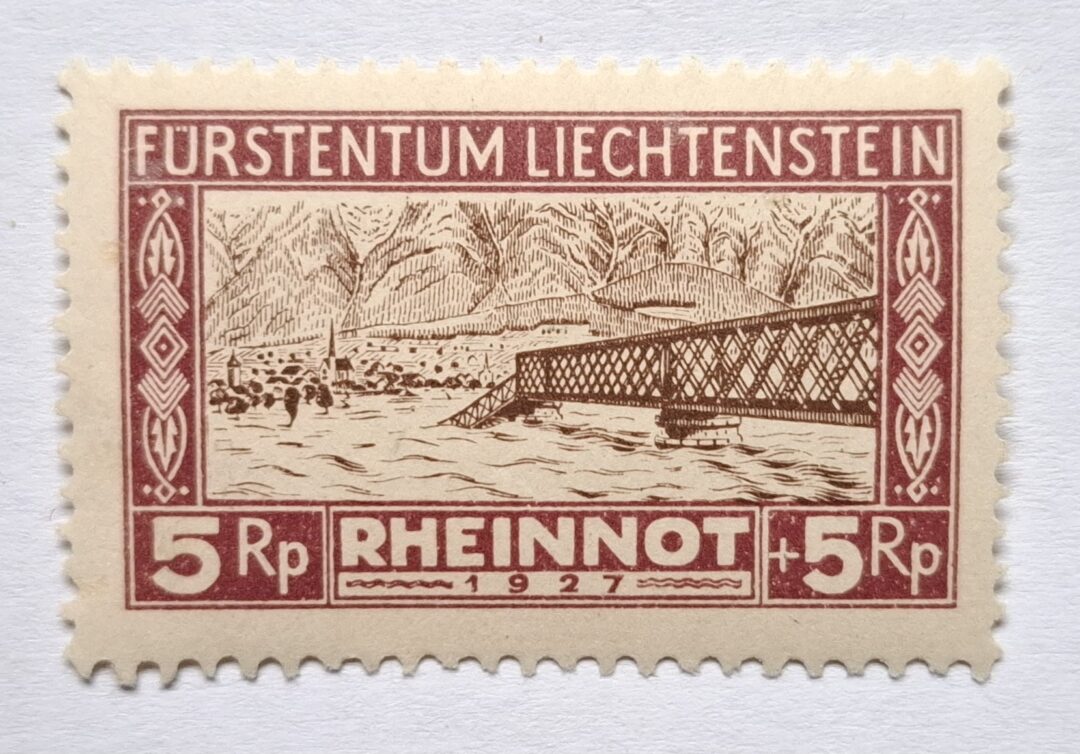 FÜRSTENTUM LIECHTENSTEIN
5 Rp RHEINNOT +5 Rp
1927